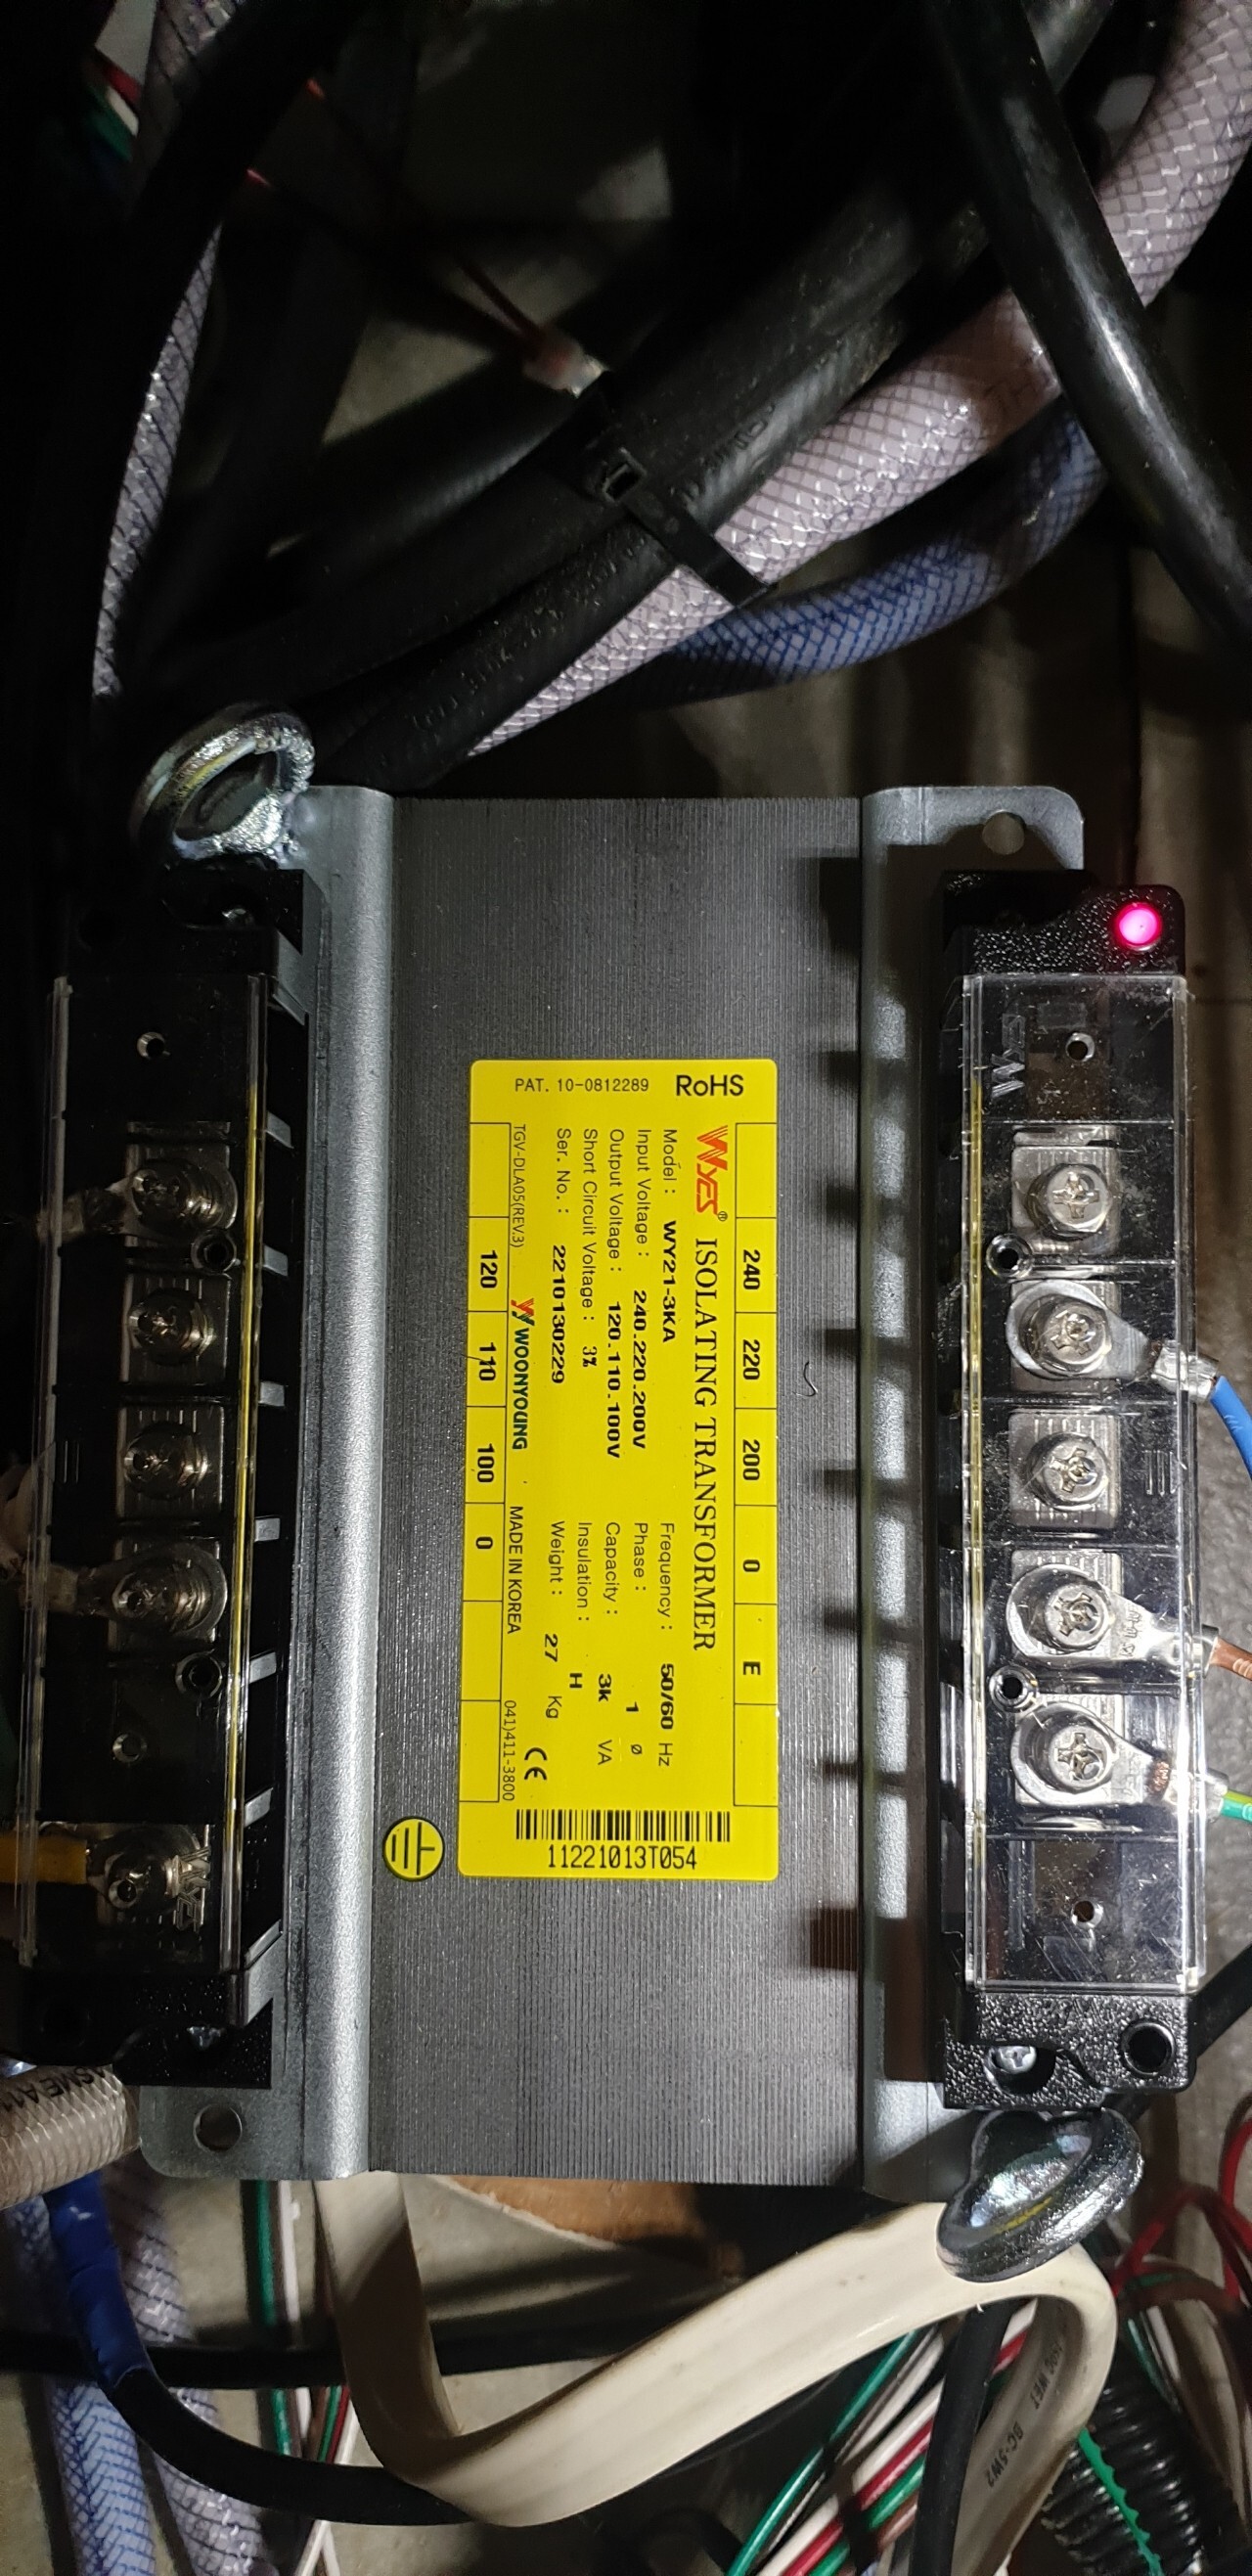 WYES® ISOLATING TRANSFORMER
RoHS
PAT. 10-0812289
240 220 200 0 E
Model : WY21-3KA
Input Voltage : 240.220.200V
Output Voltage : 120.110.100V
Short Circuit Voltage : 3%
Ser. No. : 2210130229
Frequency : 50/60 Hz
Phase : 1 ø
Capacity : 3k VA
Insulation : H
Weight : 27 Kg
CE
TGV-DLA05(REV.3) WOONYOUNG MADE IN KOREA 041)411-3800
120 110 100 0
11221013T054
WYES
WYES